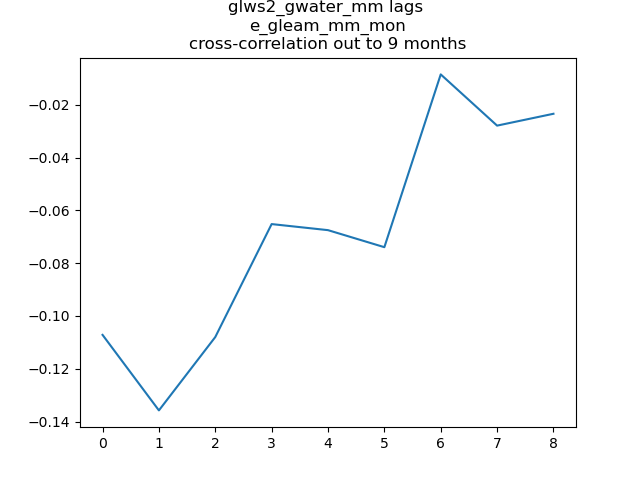 glws2_gwater_mm lags
e_gleam_mm_mon
cross-correlation out to 9 months
−0.02
−0.04
−0.06
−0.08
−0.10
−0.12
−0.14
0 1 2 3 4 5 6 7 8